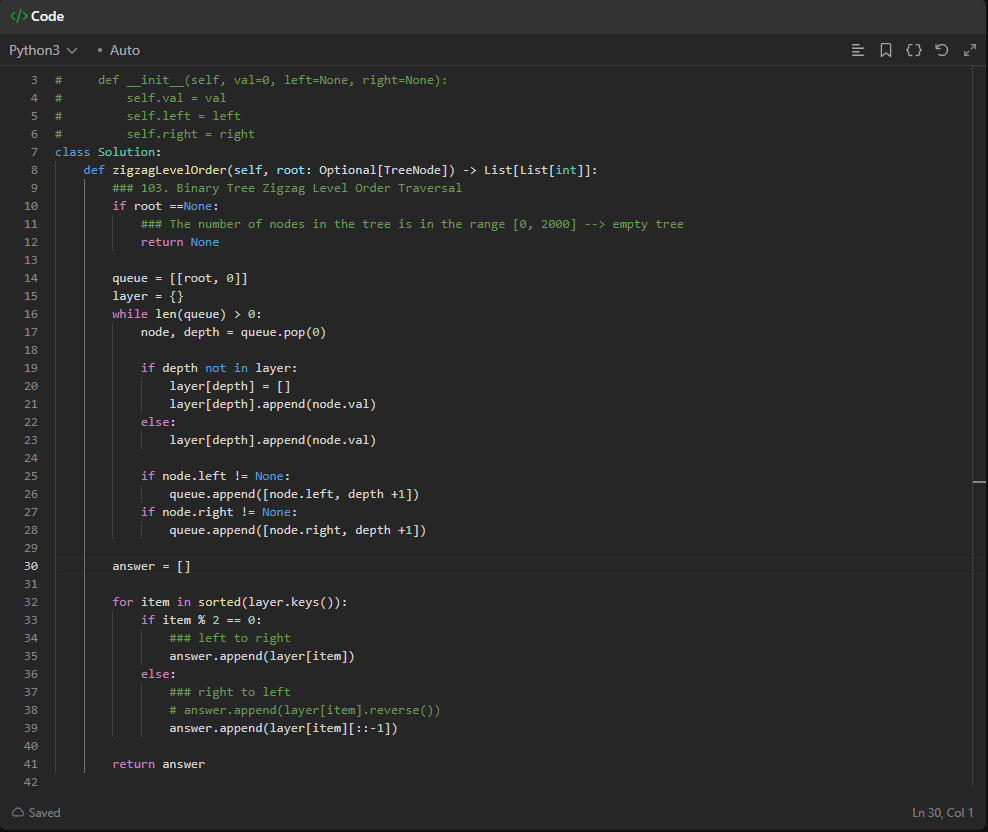 </> Code
Python3 • Auto
3 #     def __init__(self, val=0, left=None, right=None):
4 #         self.val = val
5 #         self.left = left
6 #         self.right = right
7 class Solution:
8     def zigzagLevelOrder(self, root: Optional[TreeNode]) -> List[List[int]]:
9         ### 103. Binary Tree Zigzag Level Order Traversal
10         if root ==None:
11             ### The number of nodes in the tree is in the range [0, 2000] --> empty tree
12             return None
13
14         queue = [[root, 0]]
15         layer = {}
16         while len(queue) > 0:
17             node, depth = queue.pop(0)
18
19             if depth not in layer:
20                 layer[depth] = []
21                 layer[depth].append(node.val)
22             else:
23                 layer[depth].append(node.val)
24
25             if node.left != None:
26                 queue.append([node.left, depth +1])
27             if node.right != None:
28                 queue.append([node.right, depth +1])
29
30         answer = []
31
32         for item in sorted(layer.keys()):
33             if item % 2 == 0:
34                 ### left to right
35                 answer.append(layer[item])
36             else:
37                 ### right to left
38                 # answer.append(layer[item].reverse())
39                 answer.append(layer[item][::-1])
40
41         return answer
42
Saved Ln 30, Col 1